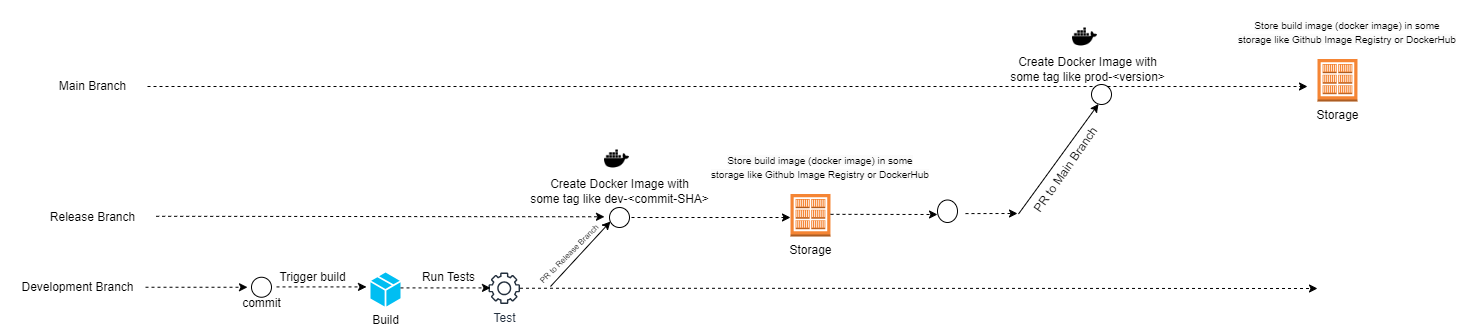 Store build image (docker image) in some
storage like Github Image Registry or DockerHub
Create Docker Image with
some tag like prod-<version>
Main Branch
Storage
PR to Main Branch
Store build image (docker image) in some
storage like Github Image Registry or DockerHub
Create Docker Image with
some tag like dev-<commit-SHA>
Release Branch
Storage
PR to Release Branch
Trigger build
Run Tests
Development Branch
commit
Build
Test